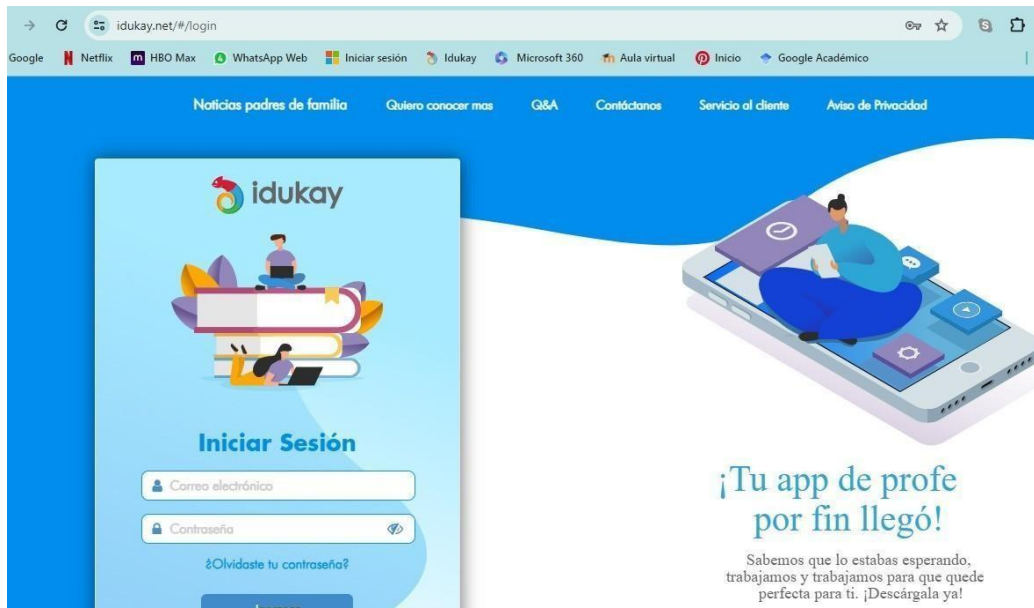 idukay.net/#/login
Google Netflix HBO Max WhatsApp Web Iniciar sesión Idukay Microsoft 360 Aula virtual Inicio Google Académico
Noticias padres de familia Quiero conocer mas Q&A Contáctanos Servicio al cliente Aviso de Privacidad
idukay
Iniciar Sesión
Correo electrónico
Contraseña
¿Olvidaste tu contraseña?
¡Tu app de profe
por fin llegó!
Sabemos que lo estabas esperando,
trabajamos y trabajamos para que quede
perfecta para ti. ¡Descárgala ya!